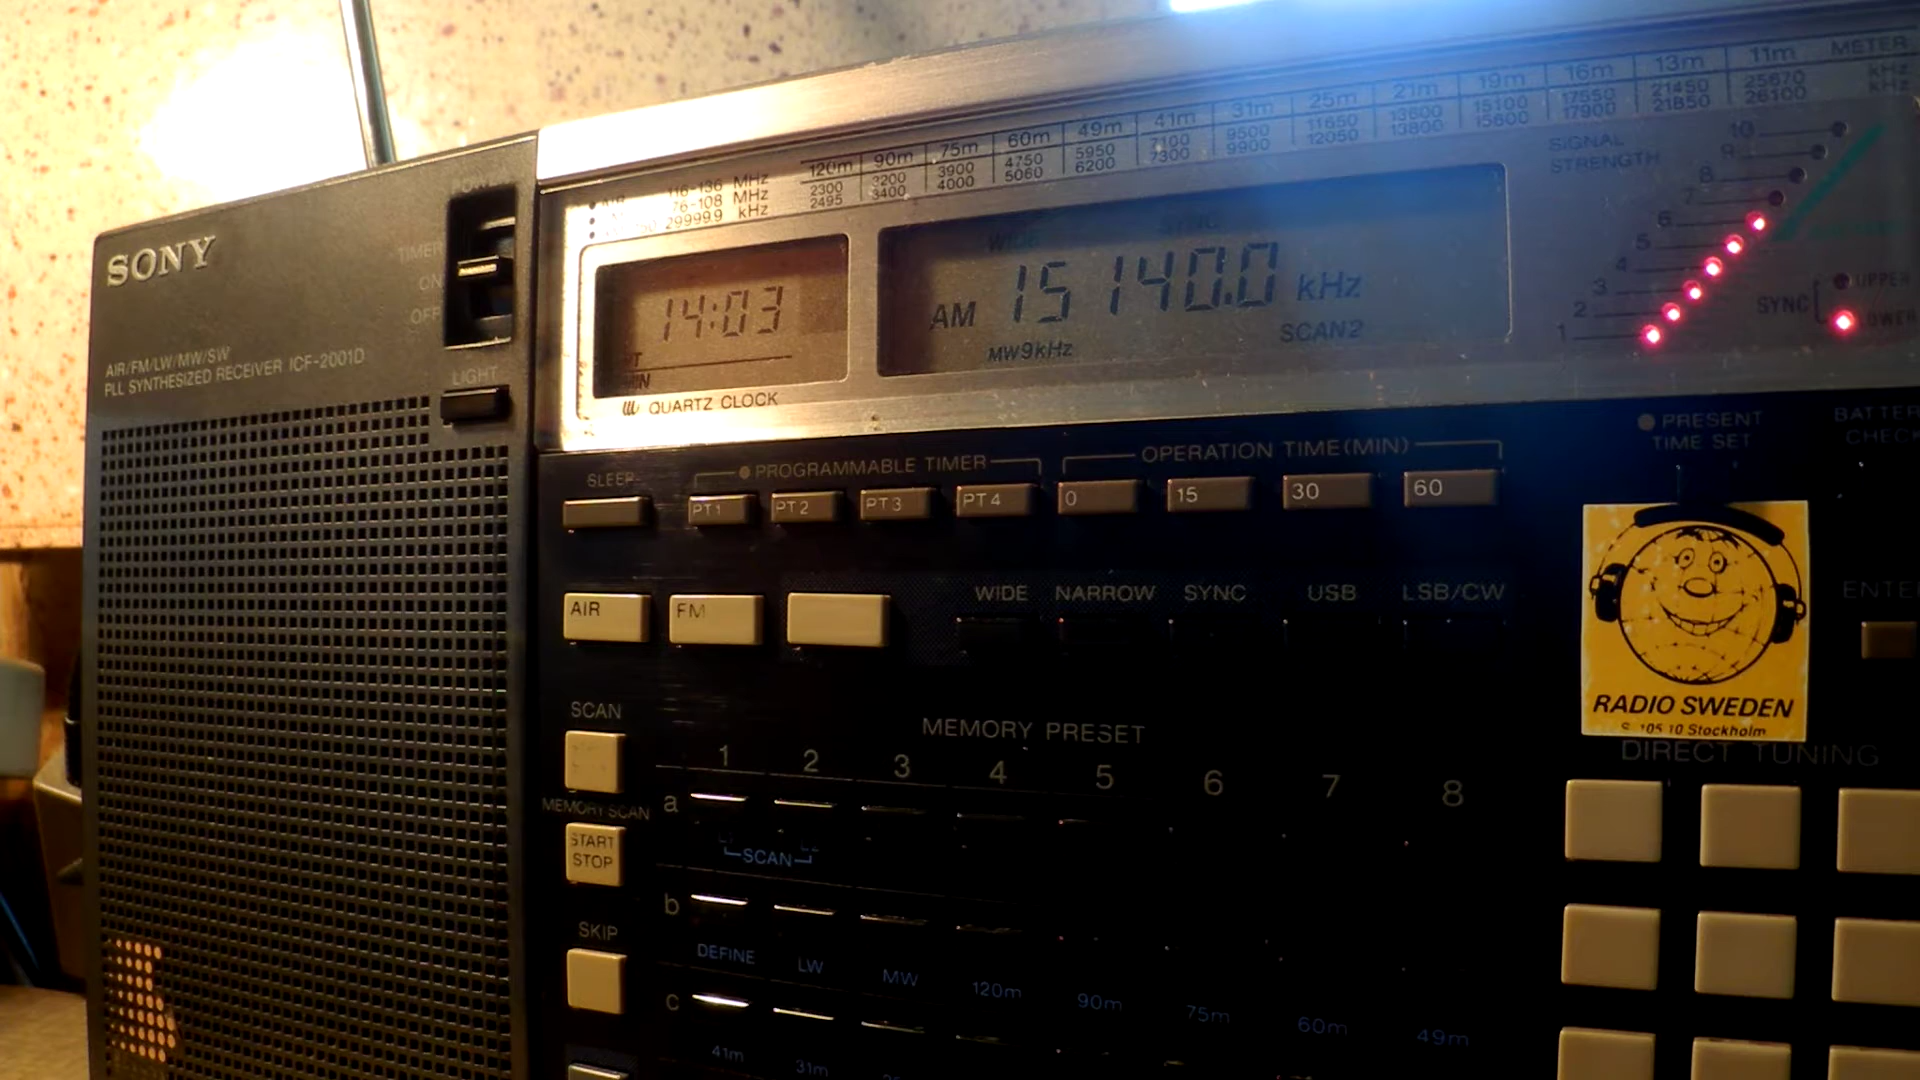 SONY
AIR/FM/LW/MW/SW
PLL SYNTHESIZED RECEIVER ICF-2001D
TIMER
ON
OFF
LIGHT
116-136 MHz
76-108 MHz
29999.9 kHz
120m 90m 75m 60m 49m 41m 31m 25m 21m 19m 16m 13m 11m METER
2300 3200 3900 4750 5950 7100 9500 11650 13600 15100 17550 21450 25670 kHz
2495 3400 4000 5060 6200 7300 9900 12050 13800 15600 17900 21850 26100 kHz
14:03
QUARTZ CLOCK
WIDE SYNC
AM 15140.0 kHz
MW9kHz SCAN2
SIGNAL
STRENGTH
10
9
8
7
6
5
4
3
2
1
SYNC
UPPER
LOWER
SLEEP
PROGRAMMABLE TIMER
OPERATION TIME(MIN)
PT1 PT2 PT3 PT4 0 15 30 60
PRESENT
TIME SET
AIR FM
WIDE NARROW SYNC USB LSB/CW
RADIO SWEDEN
S-105 10 Stockholm
DIRECT TUNING
SCAN
MEMORY SCAN
START
STOP
SKIP
MEMORY PRESET
1 2 3 4 5 6 7 8
a
SCAN
b
DEFINE LW MW 120m 90m 75m 60m 49m
c
41m 31m